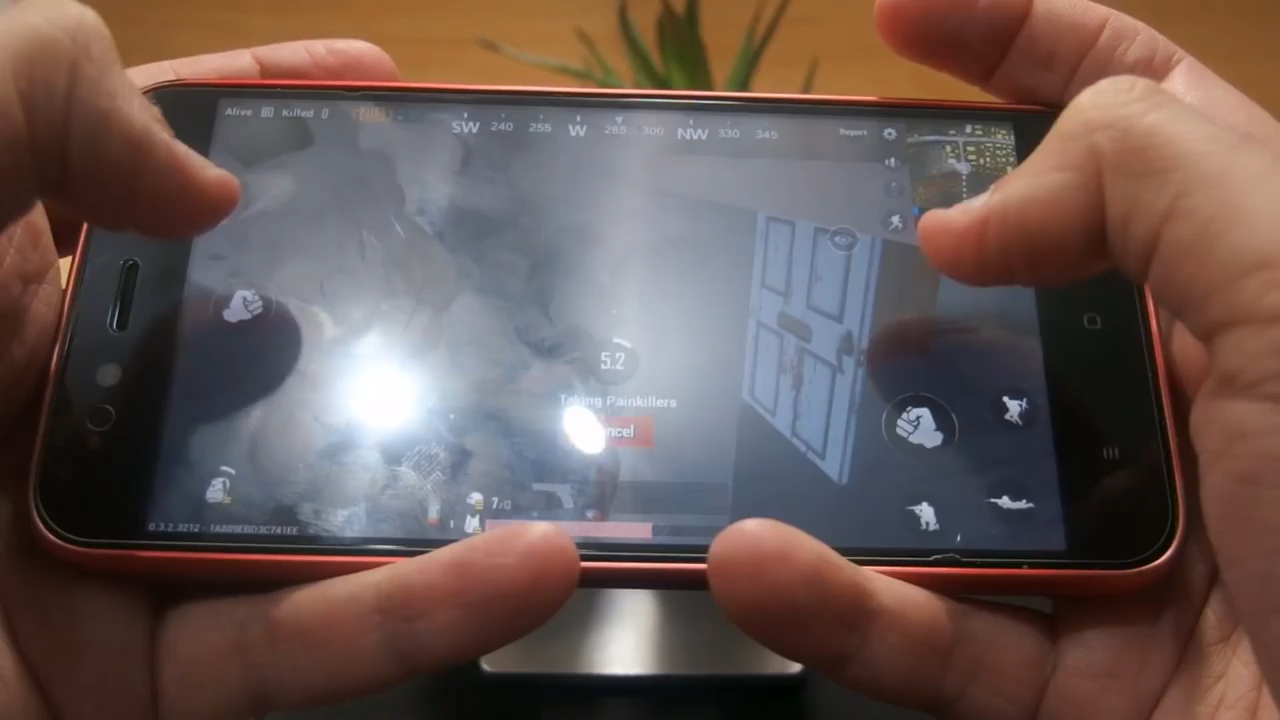 Alive 80 Killed 0
SW 240 255 W 285 300 NW 330 345
Report
5.2
Taking Painkillers
ncel
7/0
1
0.3.2.3212 -